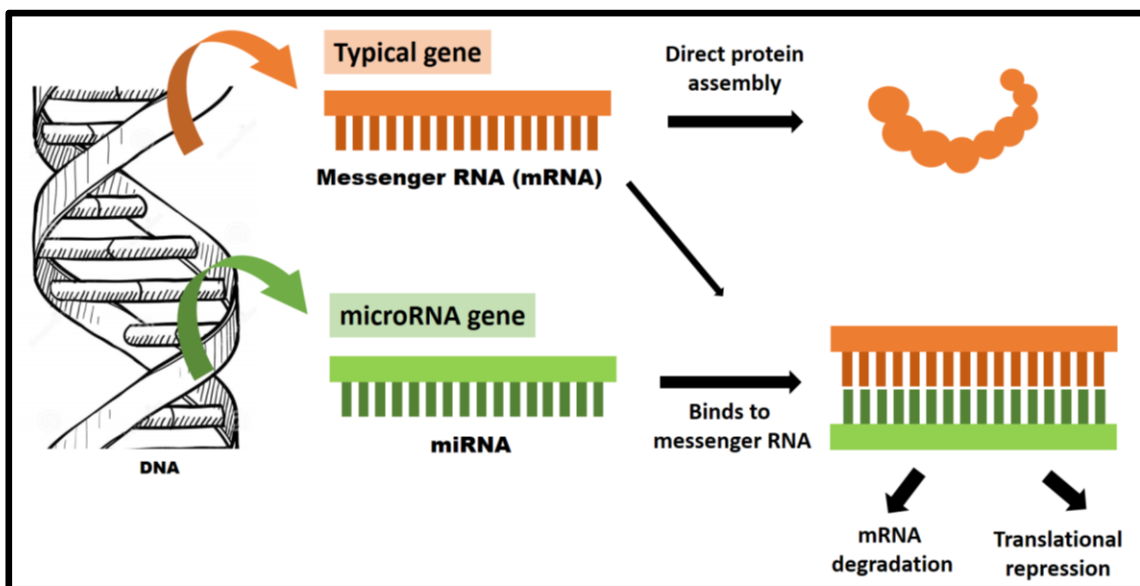 Typical gene
Messenger RNA (mRNA)
Direct protein
assembly
microRNA gene
miRNA
Binds to
messenger RNA
DNA
mRNA
degradation
Translational
repression